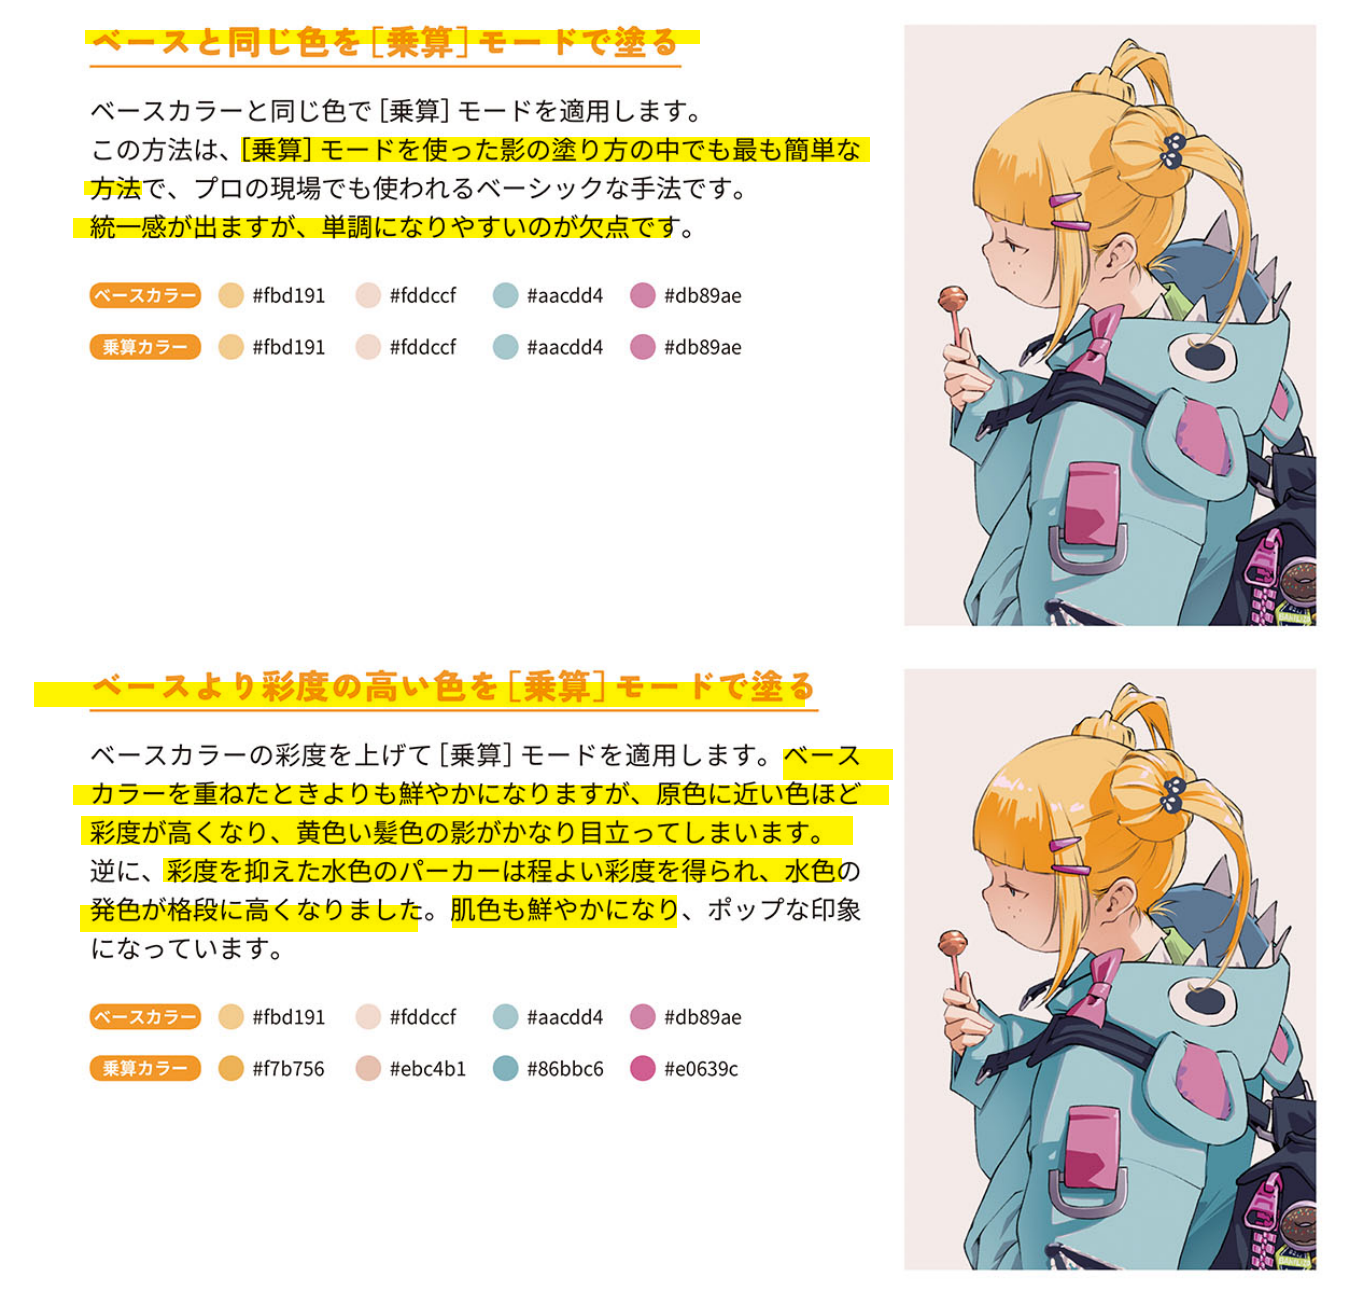 ベースと同じ色を［乗算］モードで塗る
ベースカラーと同じ色で［乗算］モードを適用します。
この方法は、［乗算］モードを使った影の塗り方の中でも最も簡単な
方法で、プロの現場でも使われるベーシックな手法です。
統一感が出ますが、単調になりやすいのが欠点です。
ベースカラー #fbd191 #fddccf #aacdd4 #db89ae
乗算カラー #fbd191 #fddccf #aacdd4 #db89ae
ベースより彩度の高い色を［乗算］モードで塗る
ベースカラーの彩度を上げて［乗算］モードを適用します。ベース
カラーを重ねたときよりも鮮やかになりますが、原色に近い色ほど
彩度が高くなり、黄色い髪色の影がかなり目立ってしまいます。
逆に、彩度を抑えた水色のパーカーは程よい彩度を得られ、水色の
発色が格段に高くなりました。肌色も鮮やかになり、ポップな印象
になっています。
ベースカラー #fbd191 #fddccf #aacdd4 #db89ae
乗算カラー #f7b756 #ebc4b1 #86bbc6 #e0639c